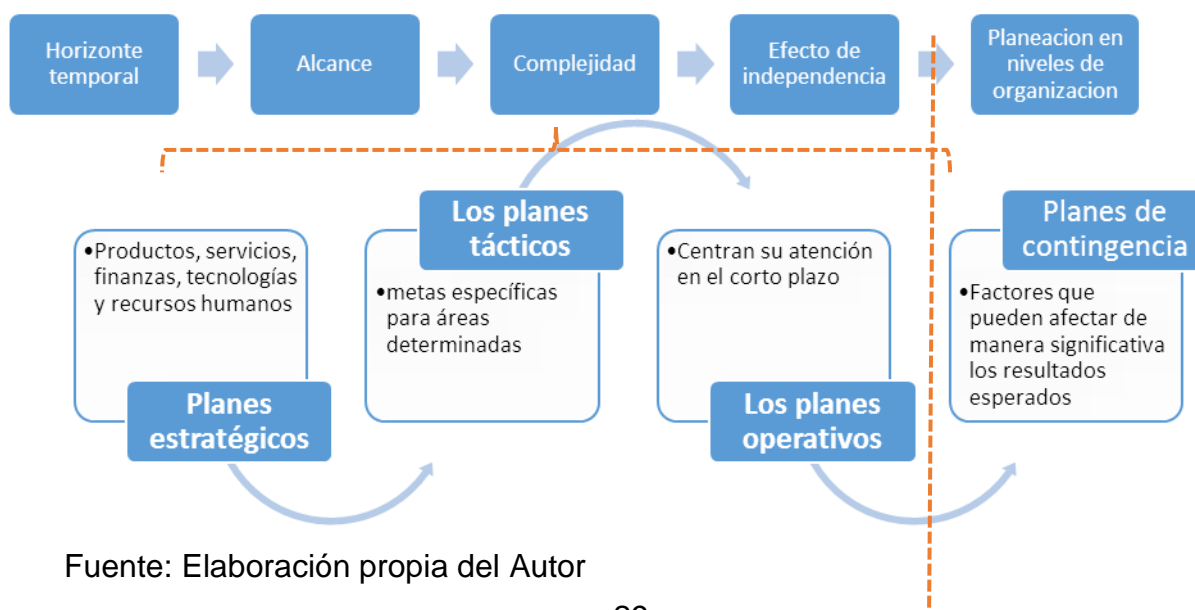 Horizonte
temporal
Alcance
Complejidad
Efecto de
independencia
Planeacion en
niveles de
organizacion
•Productos, servicios,
finanzas, tecnologías
y recursos humanos
Planes
estratégicos
Los planes
tácticos
•metas específicas
para áreas
determinadas
•Centran su atención
en el corto plazo
Los planes
operativos
Planes de
contingencia
•Factores que
pueden afectar de
manera significativa
los resultados
esperados
Fuente: Elaboración propia del Autor